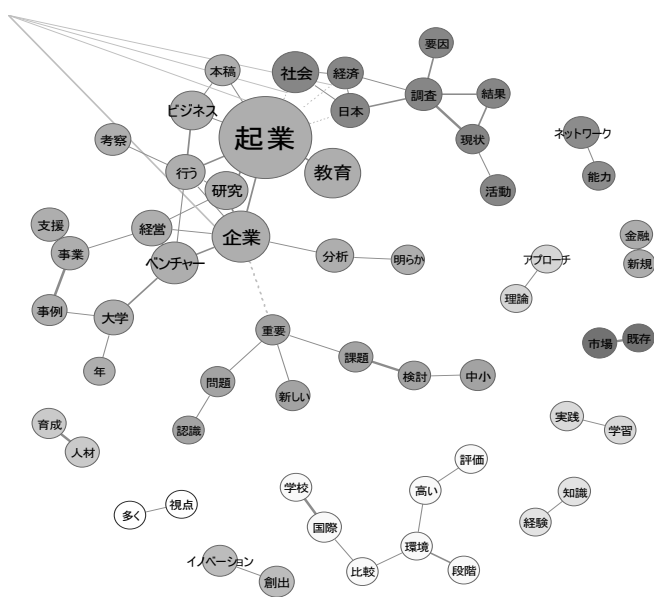 要因
本稿
社会
経済
調査
結果
ビジネス
日本
起業
考察
現状
ネットワーク
行う
教育
能力
研究
活動
支援
経営
企業
金融
事業
ベンチャー
分析
明らか
アプローチ
新規
理論
事例
大学
重要
市場
既存
課題
年
問題
検討
中小
新しい
実践
育成
認識
学習
人材
評価
学校
高い
知識
視点
多く
国際
経験
環境
イノベーション
比較
段階
創出